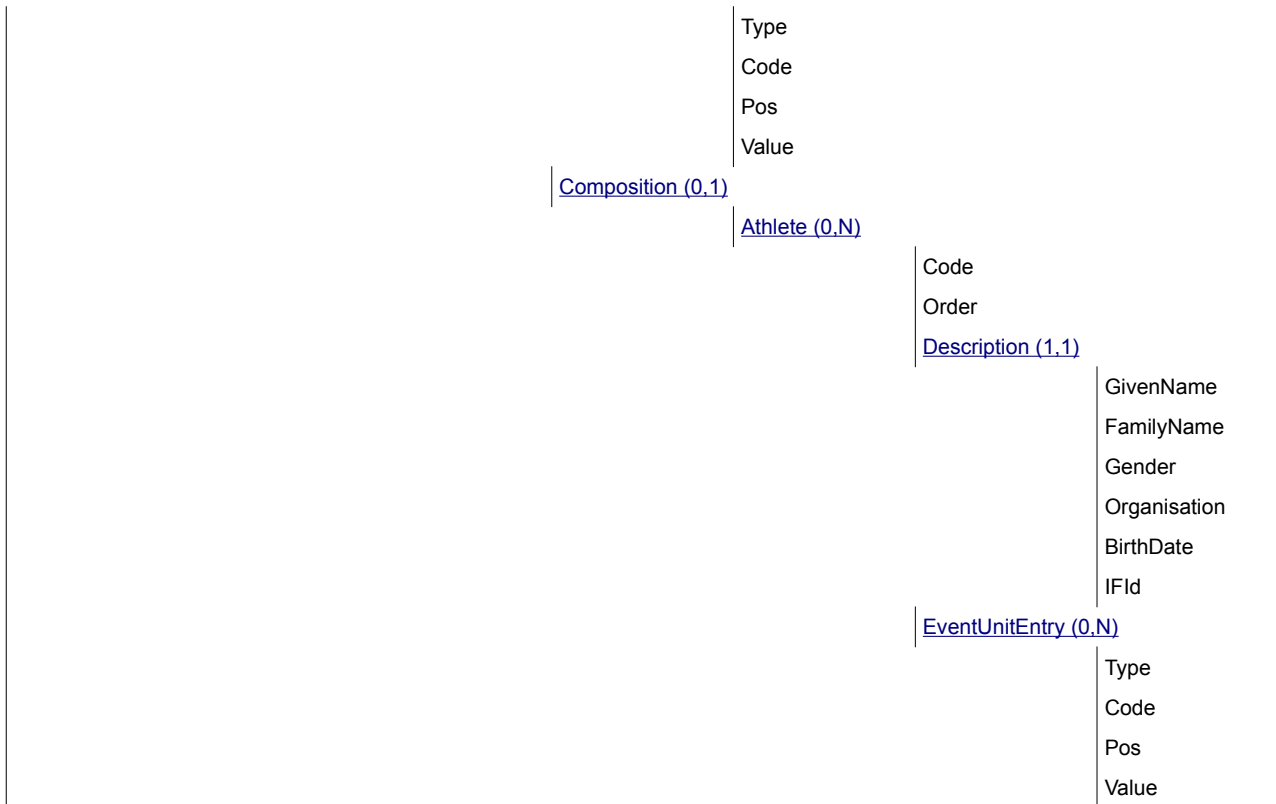 Type
Code
Pos
Value
Composition (0,1)
Athlete (0,N)
Code
Order
Description (1,1)
GivenName
FamilyName
Gender
Organisation
BirthDate
IFId
EventUnitEntry (0,N)
Type
Code
Pos
Value